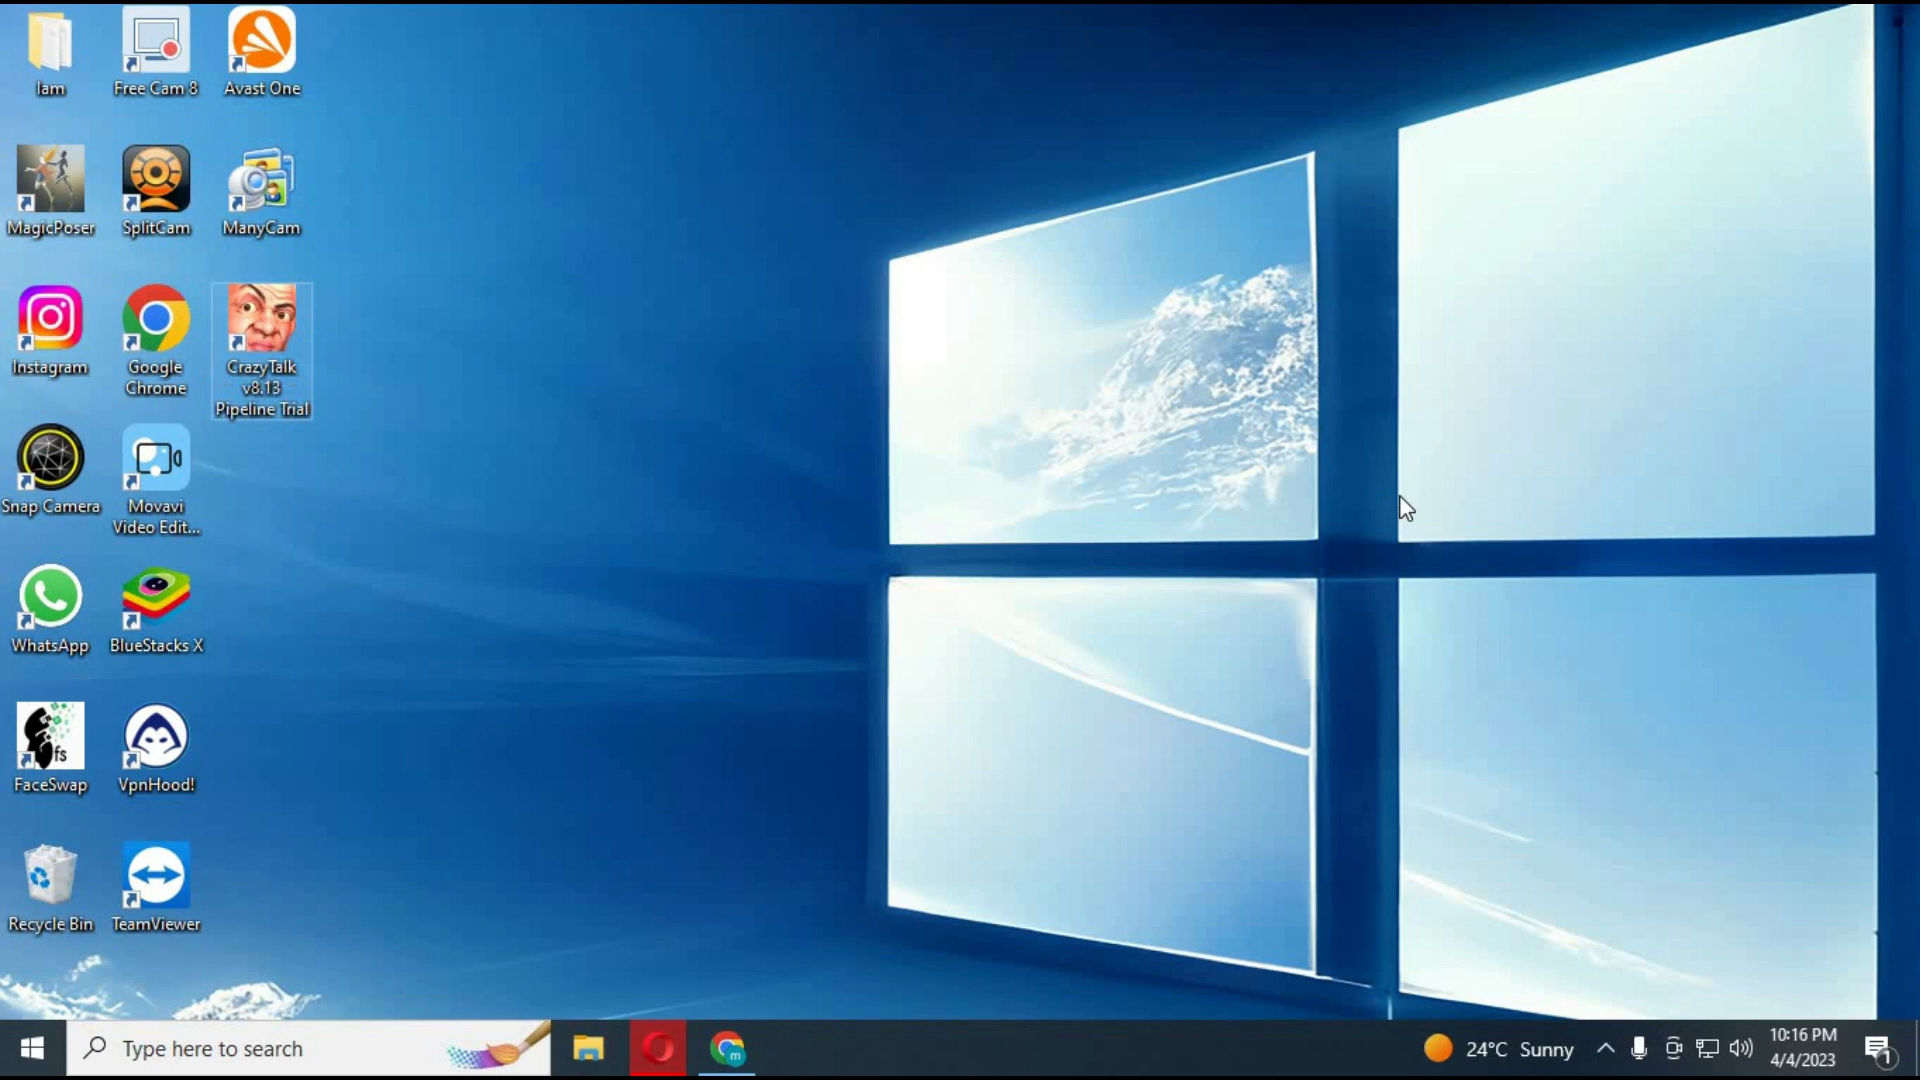 lam
Free Cam 8
Avast One
MagicPoser
SplitCam
ManyCam
Instagram
Google
Chrome
CrazyTalk
v8.13
Pipeline Trial
Snap Camera
Movavi
Video Edit...
WhatsApp
BlueStacks X
fs
FaceSwap
VpnHood!
Recycle Bin
TeamViewer
Type here to search
m
24°C Sunny
10:16 PM
4/4/2023
1